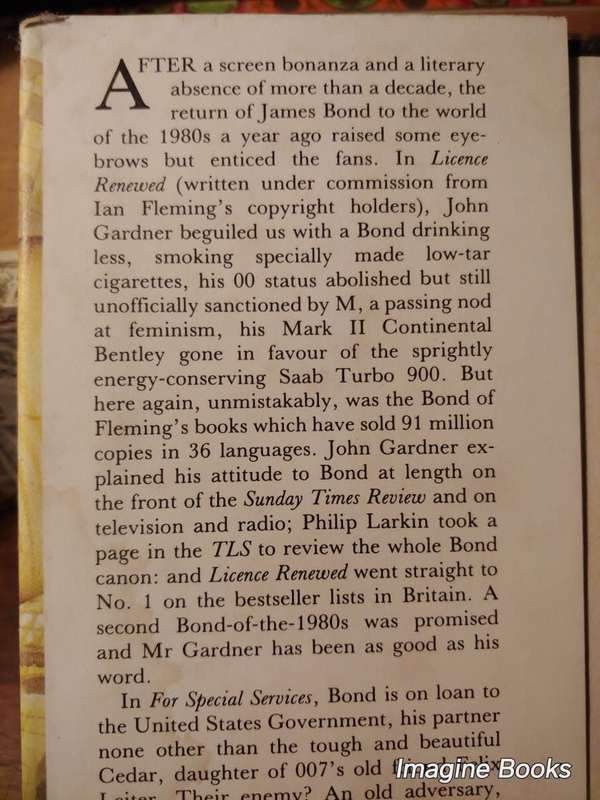 AFTER a screen bonanza and a literary
absence of more than a decade, the
return of James Bond to the world
of the 1980s a year ago raised some eye-
brows but enticed the fans. In Licence
Renewed (written under commission from
Ian Fleming's copyright holders), John
Gardner beguiled us with a Bond drinking
less, smoking specially made low-tar
cigarettes, his 00 status abolished but still
unofficially sanctioned by M, a passing nod
at feminism, his Mark II Continental
Bentley gone in favour of the sprightly
energy-conserving Saab Turbo 900. But
here again, unmistakably, was the Bond of
Fleming's books which have sold 91 million
copies in 36 languages. John Gardner ex-
plained his attitude to Bond at length on
the front of the Sunday Times Review and on
television and radio; Philip Larkin took a
page in the TLS to review the whole Bond
canon: and Licence Renewed went straight to
No. 1 on the bestseller lists in Britain. A
second Bond-of-the-1980s was promised
and Mr Gardner has been as good as his
word.
In For Special Services, Bond is on loan to
the United States Government, his partner
none other than the tough and beautiful
Cedar, daughter of 007's old friend Felix
Leiter. Their enemy? An old adversary,
Imagine Books